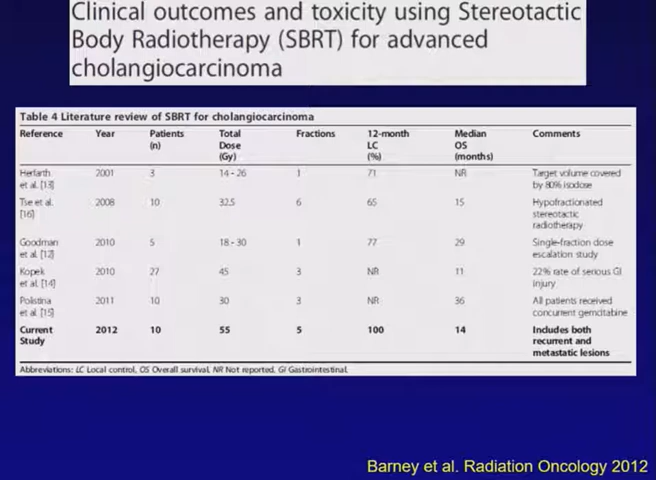 Clinical outcomes and toxicity using Stereotactic
Body Radiotherapy (SBRT) for advanced
cholangiocarcinoma
Table 4 Literature review of SBRT for cholangiocarcinoma
Reference Year Patients (n) Total Dose (Gy) Fractions 12-month LC (%) Median OS (months) Comments
Herfarth et al. [13] 2001 3 14 - 26 1 71 NR Target volume covered by 80% isodose
Tse et al. [16] 2008 10 32.5 6 65 15 Hypofractionated stereotactic radiotherapy
Goodman et al. [12] 2010 5 18 - 30 1 77 29 Single-fraction dose escalation study
Kopek et al. [14] 2010 27 45 3 NR 11 22% rate of serious GI injury
Polistina et al. [15] 2011 10 30 3 NR 36 All patients received concurrent gemcitabine
Current Study 2012 10 55 5 100 14 Includes both recurrent and metastatic lesions
Abbreviations: LC Local control, OS Overall survival, NR Not reported, GI Gastrointestinal.
Barney et al. Radiation Oncology 2012